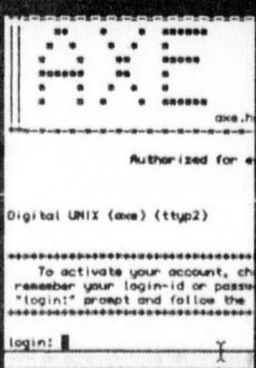 AXE
axe.h
Authorized for e
Digital UNIX (axe) (ttyp2)
To activate your account, ch
remember your login-id or passw
"login:" prompt and follow the
login: